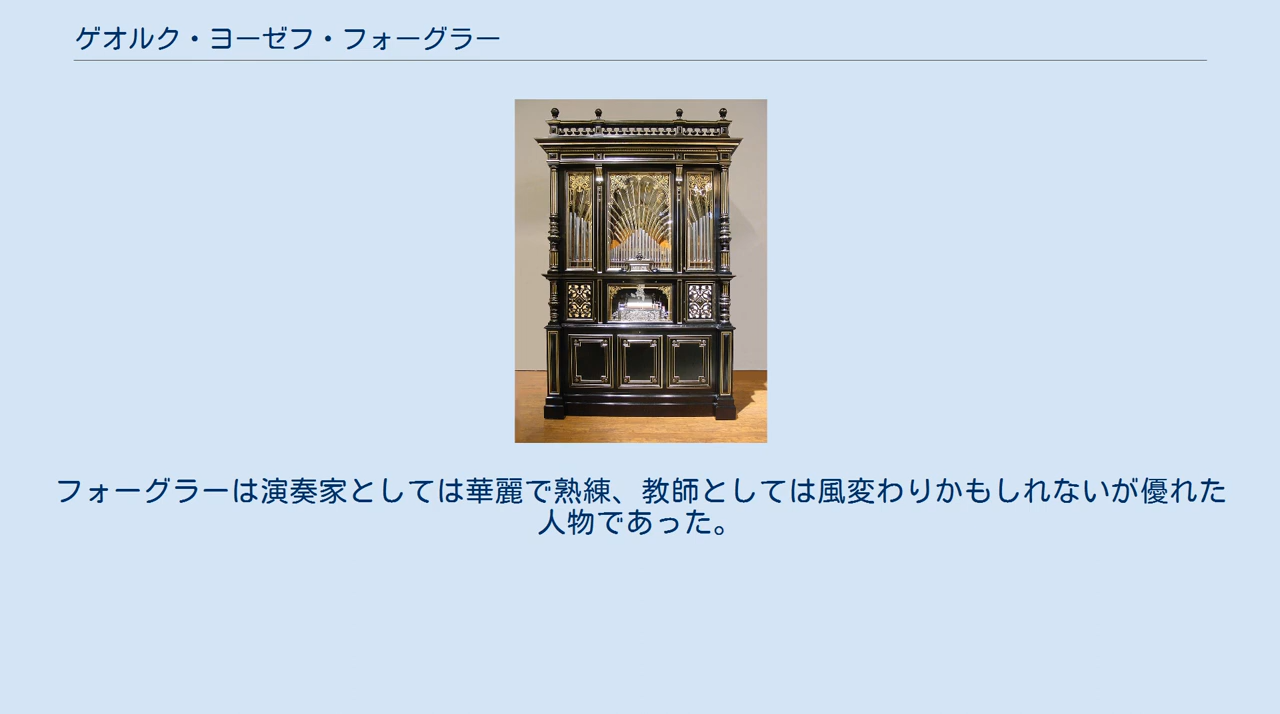 ゲオルク・ヨーゼフ・フォーグラー
フォーグラーは演奏家としては華麗で熟練、教師としては風変わりかもしれないが優れた
人物であった。